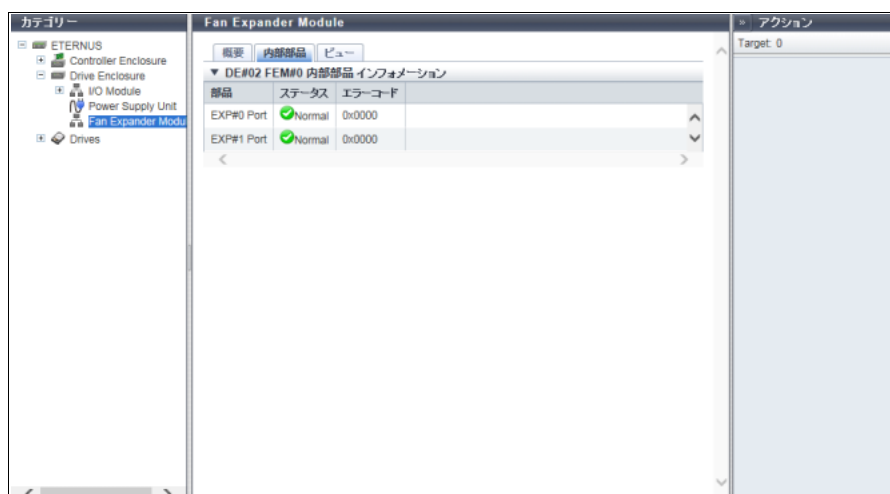 カテゴリー
ETERNUS
Controller Enclosure
Drive Enclosure
I/O Module
Power Supply Unit
Fan Expander Modu
Drives
Fan Expander Module
概要 内部部品 ビュー
▼ DE#02 FEM#0 内部部品 インフォメーション
部品 ステータス エラーコード
EXP#0 Port Normal 0x0000
EXP#1 Port Normal 0x0000
» アクション
Target: 0